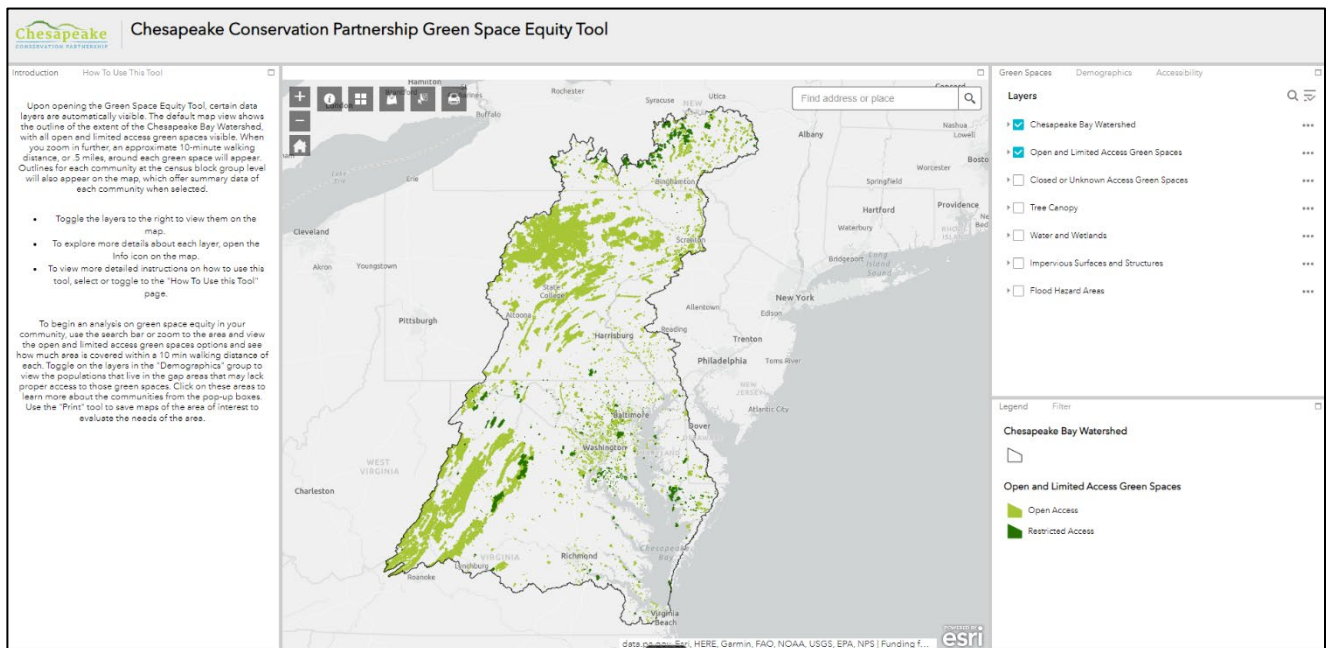 Chesapeake
CONSERVATION PARTNERSHIP
Chesapeake Conservation Partnership Green Space Equity Tool
Introduction
How To Use This Tool
Upon opening the Green Space Equity Tool, certain data
layers are automatically visible. The default map view shows
the outline of the extent of the Chesapeake Bay Watershed,
with all open and limited access green spaces visible. When
you zoom in further, an approximate 10-minute walking
distance, or .5 miles, around each green space will appear.
Outlines for each community at the census block group level
will also appear on the map, which offer summary data of
each community when selected.
• Toggle the layers to the right to view them on the
map.
• To explore more details about each layer, open the
Info icon on the map.
• To view more detailed instructions on how to use this
tool, select or toggle to the "How To Use this Tool"
page.
To begin an analysis on green space equity in your
community, use the search bar or zoom to the area and view
the open and limited access green spaces options and see
how much area is covered within a 10 min walking distance of
each. Toggle on the layers in the "Demographics" group to
view the populations that live in the gap areas that may lack
proper access to those green spaces. Click on these areas to
learn more about the communities from the pop-up boxes.
Use the "Print" tool to save maps of the area of interest to
evaluate the needs of the area.
Find address or place
Hamilton
Rochester
Syracuse
Utica
NEW
Buffalo
Albany
Erie
Binghamton
Springfield
Worcester
Nashua
Lowell
Hartford
Providence
Waterbury
Cleveland
Scranton
Bridgeport
Long
Island
Sound
Akron
Youngstown
New York
State
College
Allentown
Edison
Altoona
Pittsburgh
Harrisburg
Reading
Trenton
Philadelphia
Toms River
NEW
JERSEY
Atlantic City
Baltimore
Dover
Washington
WEST
VIRGINIA
Charleston
VIRGINIA
Richmond
Chesapeake
Bay
Lynchburg
Roanoke
Virginia
Beach
Esri, HERE, Garmin, FAO, NOAA, USGS, EPA, NPS | Funding f...
POWERED BY
esri
Green Spaces
Demographics
Accessibility
Layers
Chesapeake Bay Watershed
Open and Limited Access Green Spaces
Closed or Unknown Access Green Spaces
Tree Canopy
Water and Wetlands
Impervious Surfaces and Structures
Flood Hazard Areas
Legend
Filter
Chesapeake Bay Watershed
Open and Limited Access Green Spaces
Open Access
Restricted Access